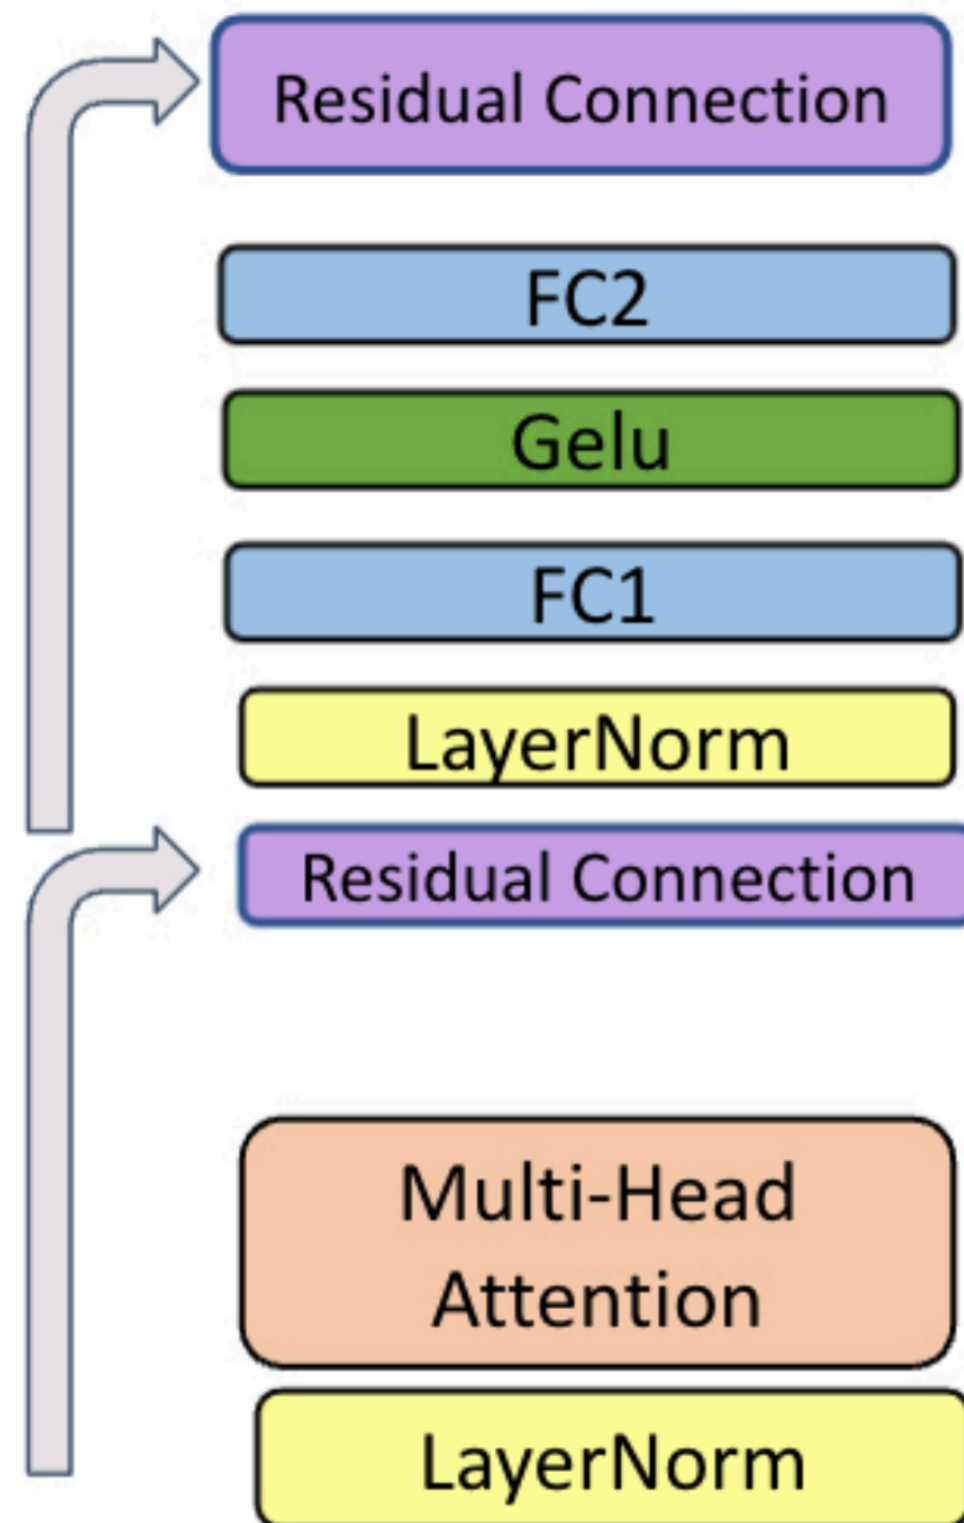 Residual Connection
FC2
Gelu
FC1
LayerNorm
Residual Connection
Multi-Head
Attention
LayerNorm